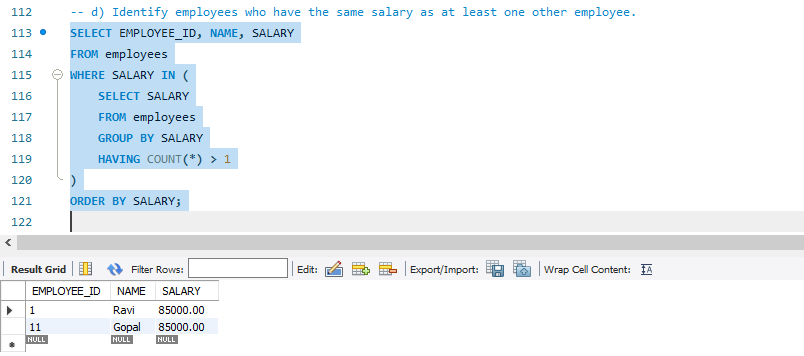 112 -- d) Identify employees who have the same salary as at least one other employee.
113 SELECT EMPLOYEE_ID, NAME, SALARY
114 FROM employees
115 WHERE SALARY IN (
116 SELECT SALARY
117 FROM employees
118 GROUP BY SALARY
119 HAVING COUNT(*) > 1
120 )
121 ORDER BY SALARY;
122
Result Grid Filter Rows: Edit: Export/Import: Wrap Cell Content:
EMPLOYEE_ID NAME SALARY
1 Ravi 85000.00
11 Gopal 85000.00
NULL NULL NULL